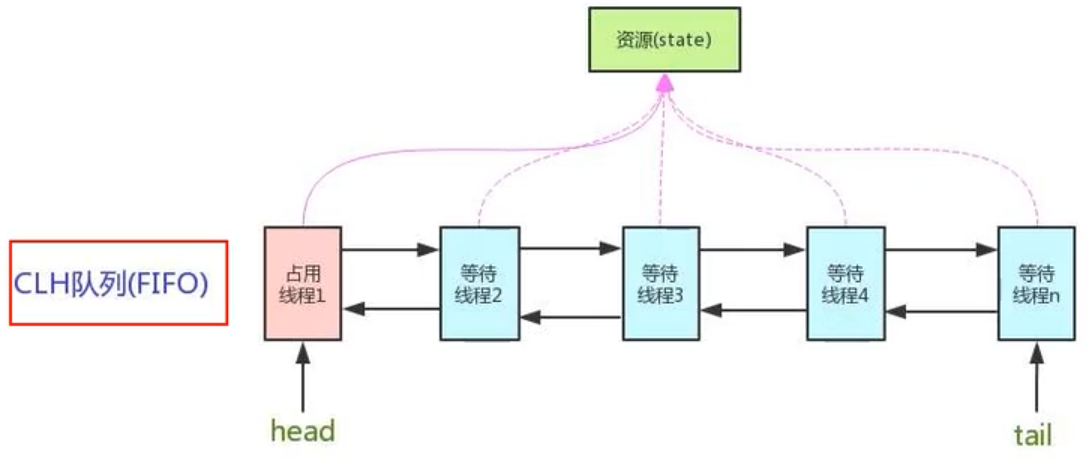 资源(state)
CLH队列(FIFO)
占用
线程1
等待
线程2
等待
线程3
等待
线程4
等待
线程n
head
tail